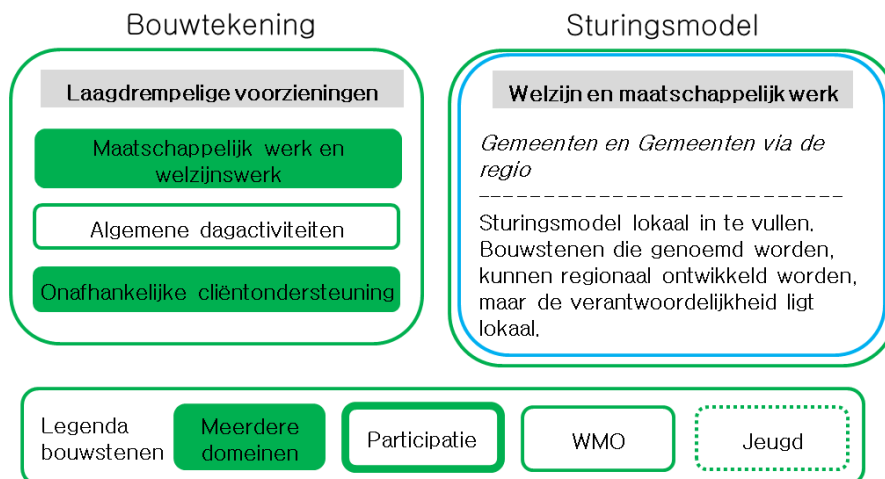 Bouwtekening
Laagdrempelige voorzieningen
Maatschappelijk werk en
welzijnswerk
Algemene dagactiviteiten
Onafhankelijke cliëntondersteuning
Sturingsmodel
Welzijn en maatschappelijk werk
Gemeenten en Gemeenten via de
regio
Sturingsmodel lokaal in te vullen.
Bouwstenen die genoemd worden,
kunnen regionaal ontwikkeld worden,
maar de verantwoordelijkheid ligt
lokaal.
Legenda
bouwstenen
Meerdere
domeinen
Participatie
WMO
Jeugd